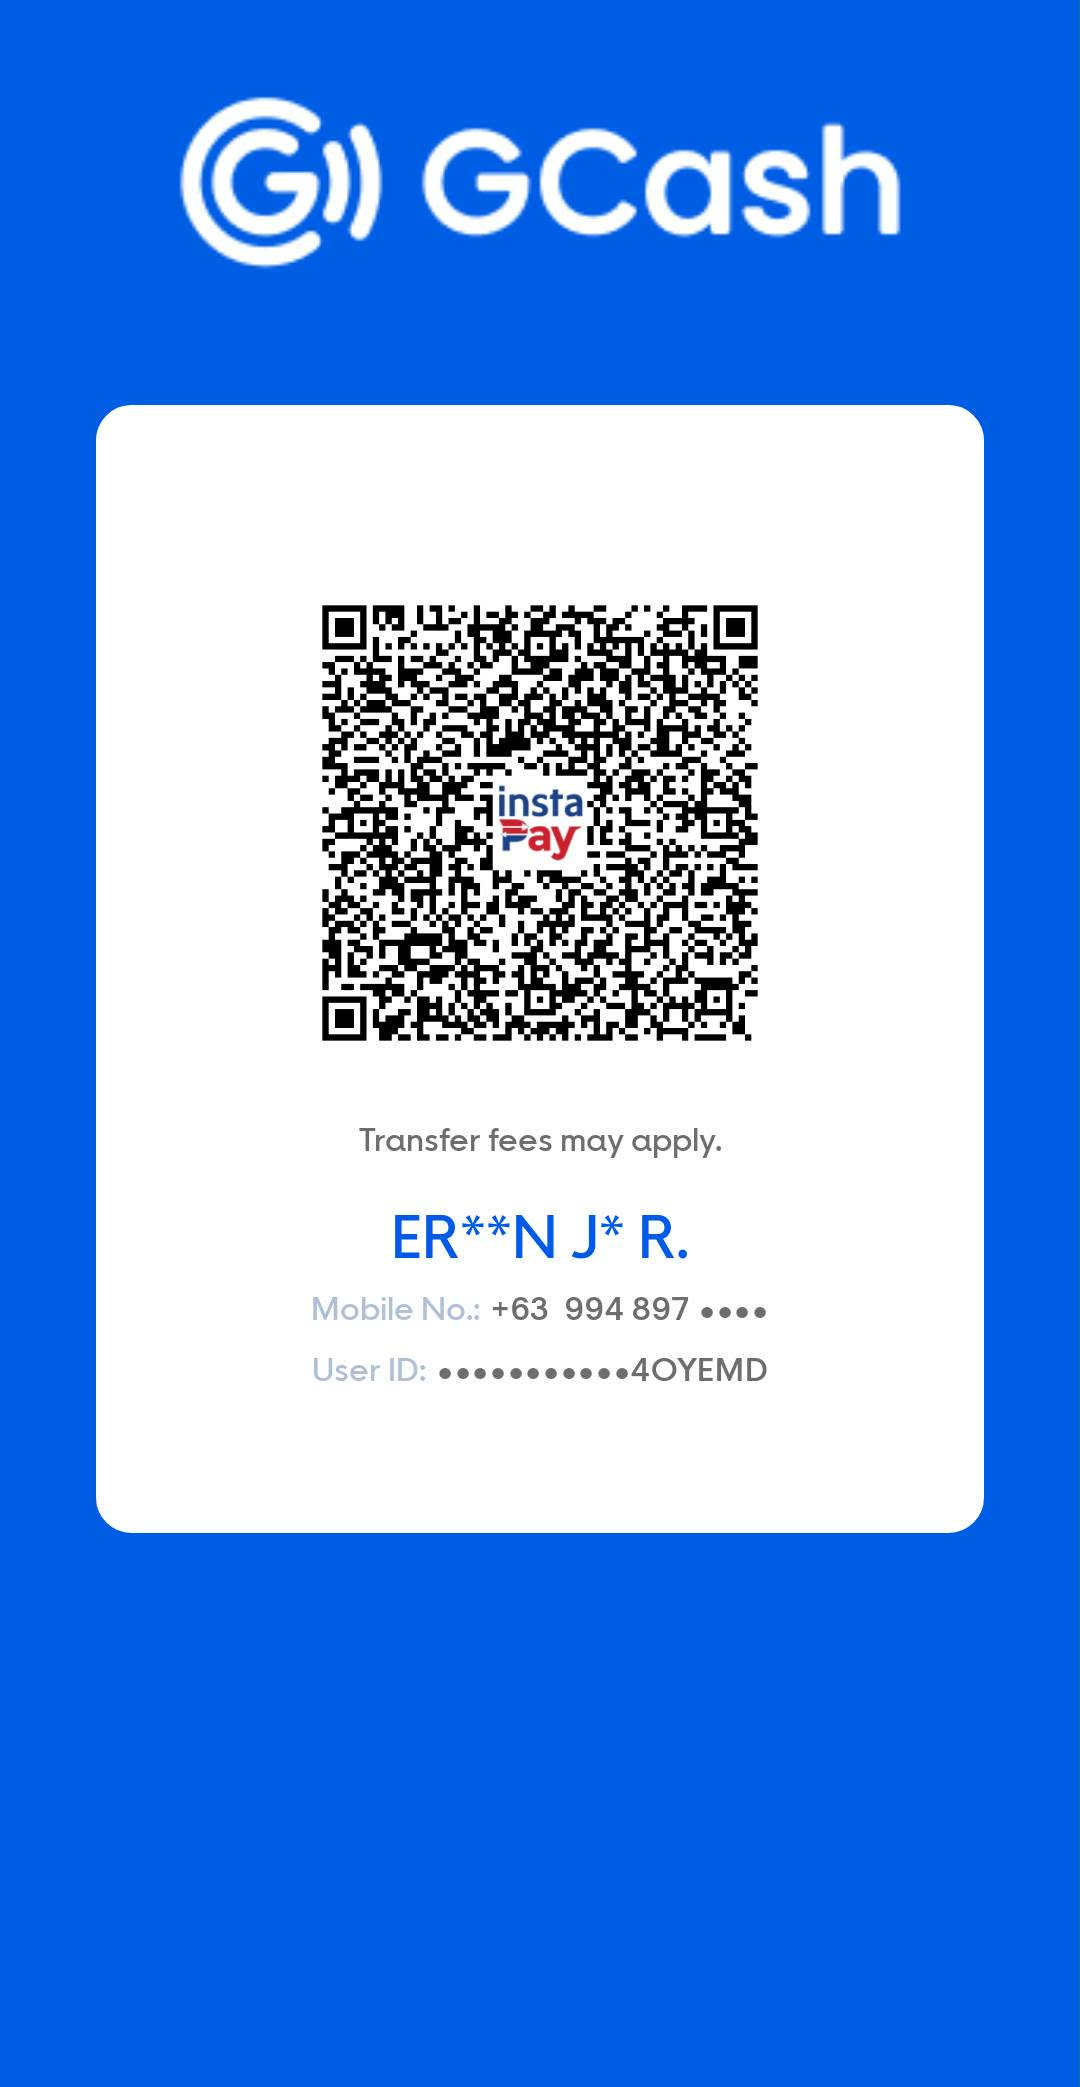 GCash
insta
Pay
Transfer fees may apply.
ER**N J* R.
Mobile No.: +63 994 897 ••••
User ID: •••••••••••4OYEMD